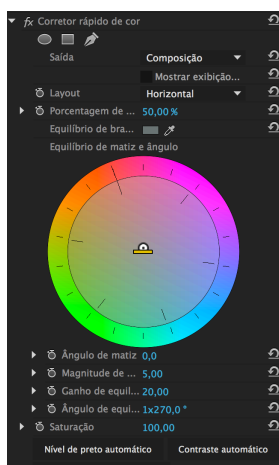 fx Corretor rápido de cor
Saída Composição
Mostrar exibição...
Layout Horizontal
Porcentagem de ... 50,00 %
Equilíbrio de bra...
Equilíbrio de matiz e ângulo
Ângulo de matiz 0,0
Magnitude de ... 5,00
Ganho de equil... 20,00
Ângulo de equi... 1x270,0 °
Saturação 100,00
Nível de preto automático Contraste automático